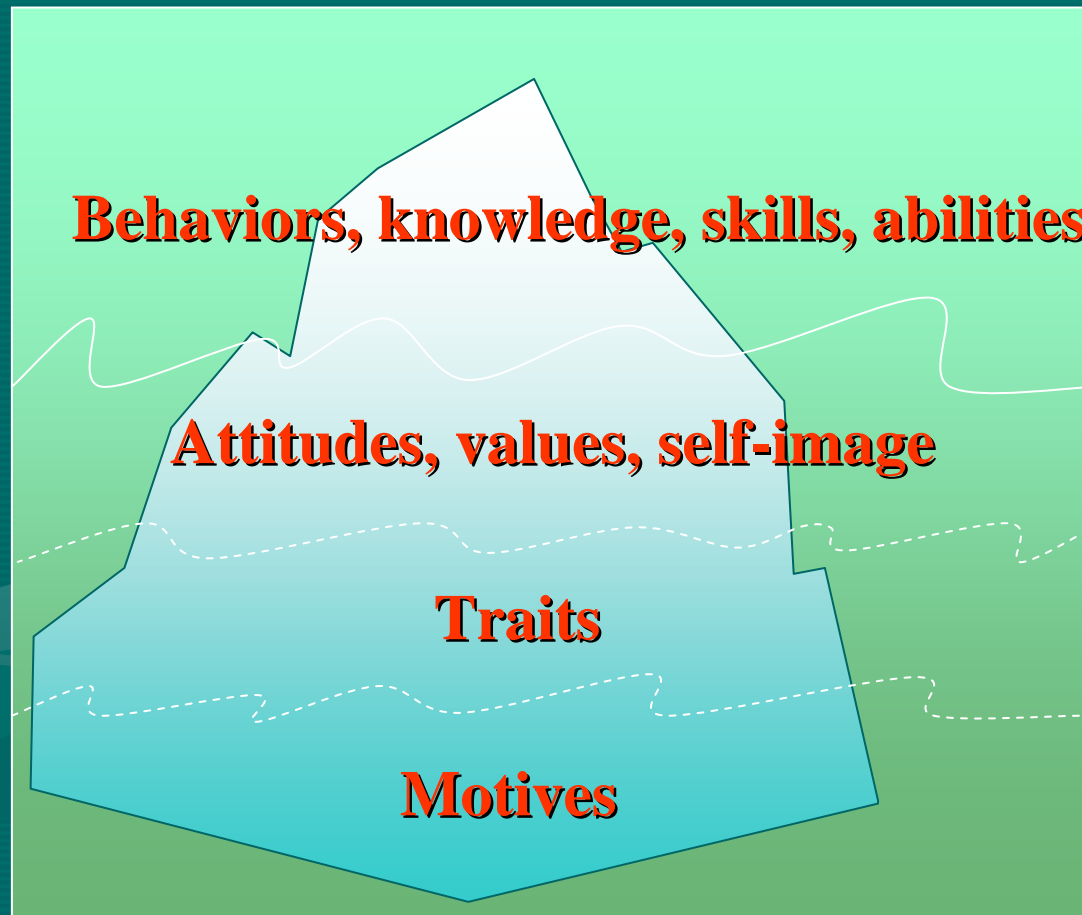 Behaviors, knowledge, skills, abilities
Attitudes, values, self-image
Traits
Motives